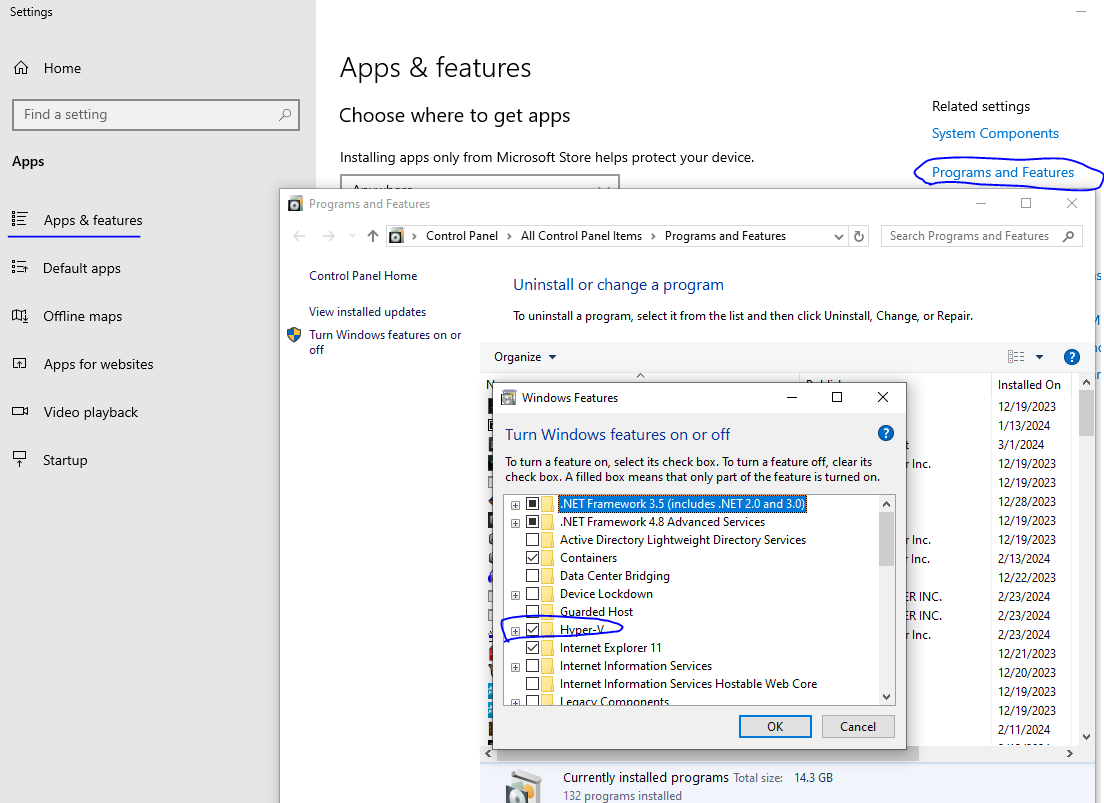 Settings
Home
Find a setting
Apps
Apps & features
Default apps
Offline maps
Apps for websites
Video playback
Startup
Apps & features
Choose where to get apps
Installing apps only from Microsoft Store helps protect your device.
Anywhere
Related settings
System Components
Programs and Features
Programs and Features
Control Panel > All Control Panel Items > Programs and Features
Search Programs and Features
Control Panel Home
View installed updates
Turn Windows features on or
off
Uninstall or change a program
To uninstall a program, select it from the list and then click Uninstall, Change, or Repair.
Organize
Installed On
12/19/2023
1/13/2024
3/1/2024
r Inc. 12/19/2023
12/19/2023
12/28/2023
12/19/2023
r Inc. 12/19/2023
r Inc. 2/13/2024
12/22/2023
ER INC. 2/23/2024
ER INC. 2/23/2024
r Inc. 2/23/2024
12/21/2023
12/20/2023
12/19/2023
12/19/2023
2/11/2024
Windows Features
Turn Windows features on or off
To turn a feature on, select its check box. To turn a feature off, clear its
check box. A filled box means that only part of the feature is turned on.
.NET Framework 3.5 (includes .NET 2.0 and 3.0)
.NET Framework 4.8 Advanced Services
Active Directory Lightweight Directory Services
Containers
Data Center Bridging
Device Lockdown
Guarded Host
Hyper-V
Internet Explorer 11
Internet Information Services
Internet Information Services Hostable Web Core
Legacy Components
OK
Cancel
Currently installed programs Total size: 14.3 GB
132 programs installed